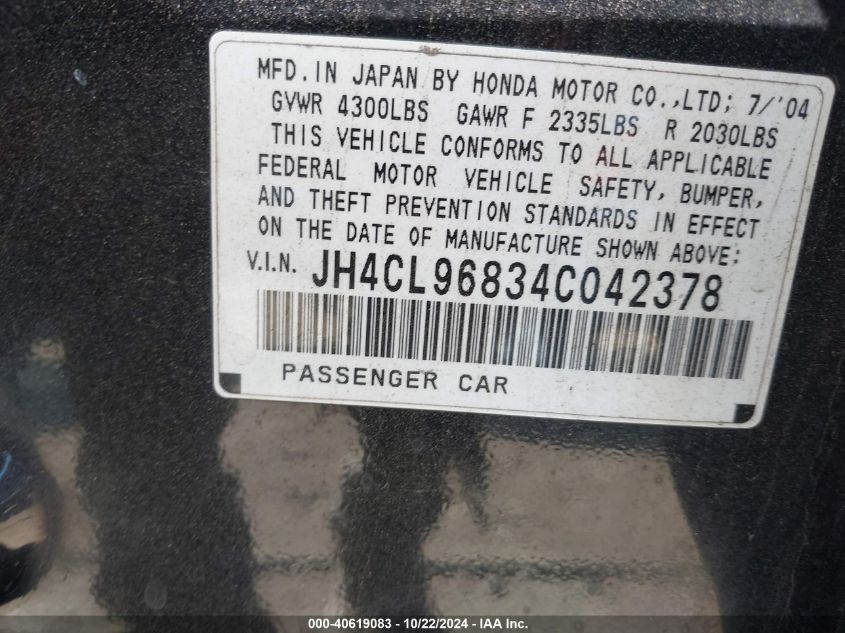 MFD. IN JAPAN BY HONDA MOTOR CO.,LTD; 7/'04
GVWR 4300LBS GAWR F 2335LBS R 2030LBS
THIS VEHICLE CONFORMS TO ALL APPLICABLE
FEDERAL MOTOR VEHICLE SAFETY, BUMPER,
AND THEFT PREVENTION STANDARDS IN EFFECT
ON THE DATE OF MANUFACTURE SHOWN ABOVE;
V.I.N. JH4CL96834C042378
PASSENGER CAR
000-40619083 - 10/22/2024 - IAA Inc.